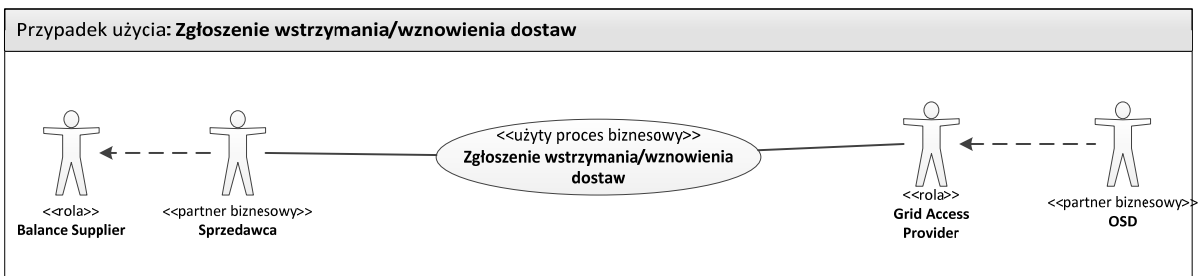 Przypadek użycia: Zgłoszenie wstrzymania/wznowienia dostaw
<<użyty proces biznesowy>>
Zgłoszenie wstrzymania/wznowienia
dostaw
<<rola>>
Balance Supplier
<<partner biznesowy>>
Sprzedawca
<<rola>>
Grid Access
Provider
<<partner biznesowy>>
OSD